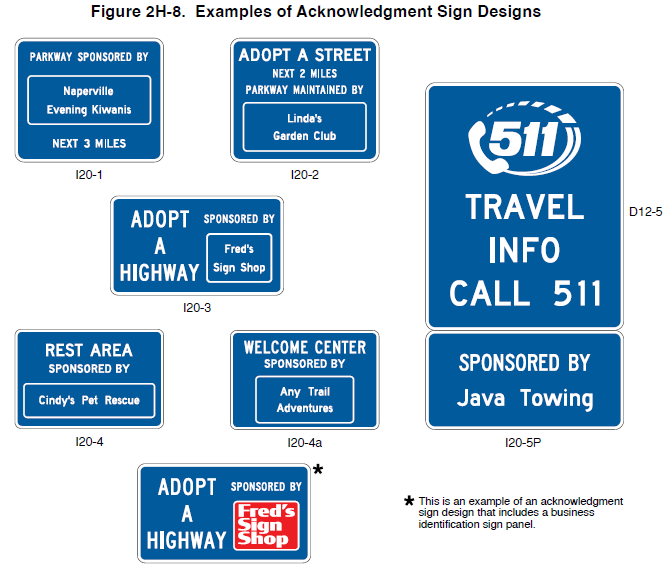 Figure 2H-8. Examples of Acknowledgment Sign Designs
PARKWAY SPONSORED BY
Naperville
Evening Kiwanis
NEXT 3 MILES
I20-1
ADOPT A STREET
NEXT 2 MILES
PARKWAY MAINTAINED BY
Linda's
Garden Club
I20-2
511
TRAVEL
INFO
CALL 511
D12-5
SPONSORED BY
Java Towing
I20-5P
ADOPT
A
HIGHWAY
SPONSORED BY
Fred's
Sign Shop
I20-3
REST AREA
SPONSORED BY
Cindy's Pet Rescue
I20-4
WELCOME CENTER
SPONSORED BY
Any Trail
Adventures
I20-4a
ADOPT
A
HIGHWAY
SPONSORED BY
Fred's
Sign
Shop
*
* This is an example of an acknowledgment
sign design that includes a business
identification sign panel.